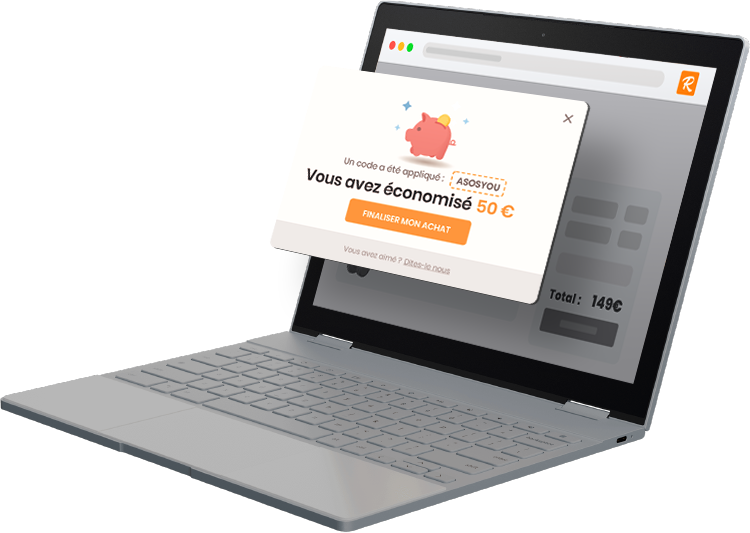 R
Un code a été appliqué : ASOSYOU
Vous avez économisé 50 €
FINALISER MON ACHAT
Vous avez aimé ? Dites-le nous
Total : 149€